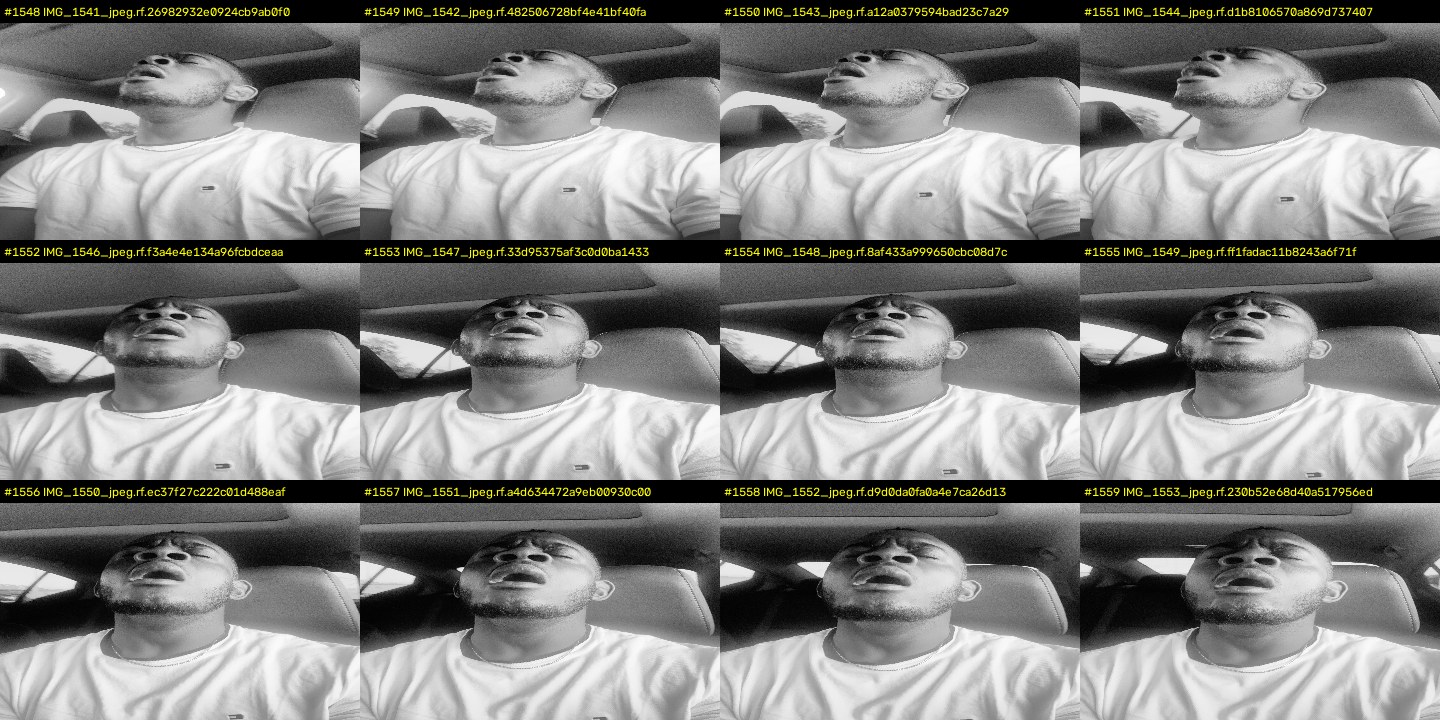 #1548 IMG_1541_jpeg.rf.26982932e0924cb9ab0f0
#1549 IMG_1542_jpeg.rf.482506728bf4e41bf40fa
#1550 IMG_1543_jpeg.rf.a12a0379594bad23c7a29
#1551 IMG_1544_jpeg.rf.d1b8106570a869d737407
#1552 IMG_1546_jpeg.rf.f3a4e4e134a96fcbdceaa
#1553 IMG_1547_jpeg.rf.33d95375af3c0d0ba1433
#1554 IMG_1548_jpeg.rf.8af433a999650cbc08d7c
#1555 IMG_1549_jpeg.rf.ff1fadac11b8243a6f71f
#1556 IMG_1550_jpeg.rf.ec37f27c222c01d488eaf
#1557 IMG_1551_jpeg.rf.a4d634472a9eb00930c00
#1558 IMG_1552_jpeg.rf.d9d0da0fa0a4e7ca26d13
#1559 IMG_1553_jpeg.rf.230b52e68d40a517956ed